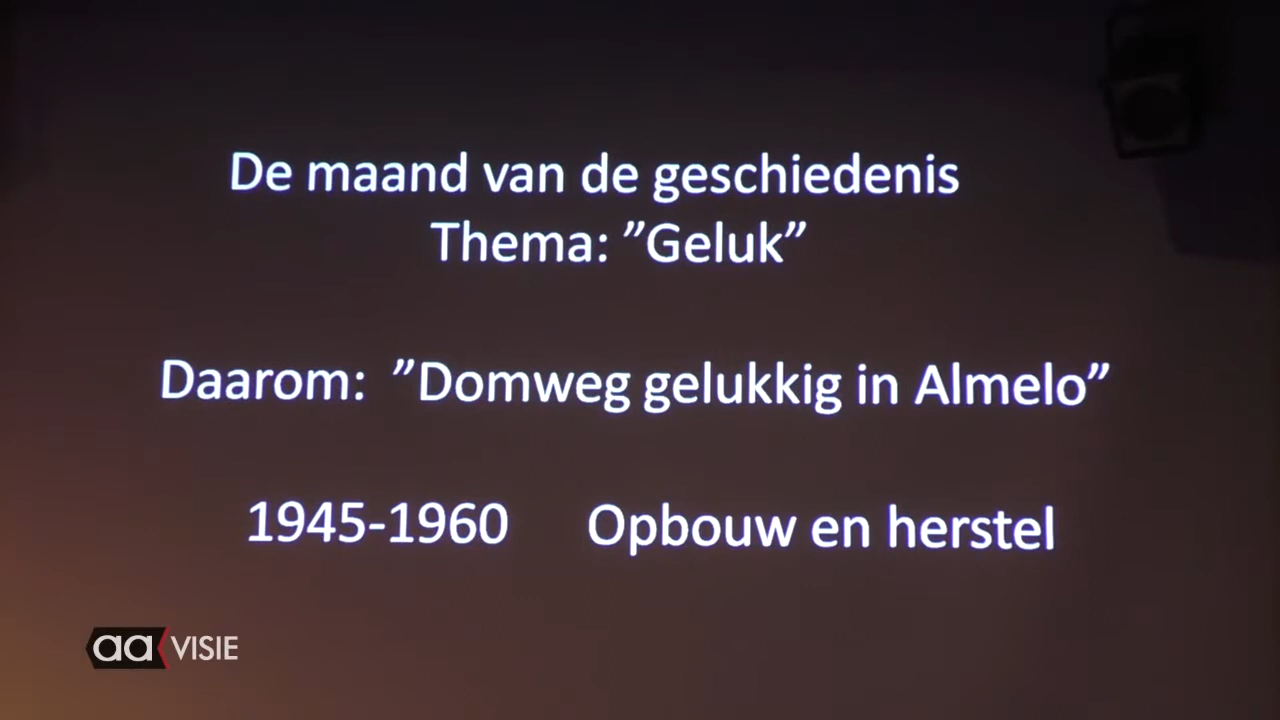 De maand van de geschiedenis
Thema: ”Geluk”
Daarom: ”Domweg gelukkig in Almelo”
1945-1960 Opbouw en herstel
aa VISIE